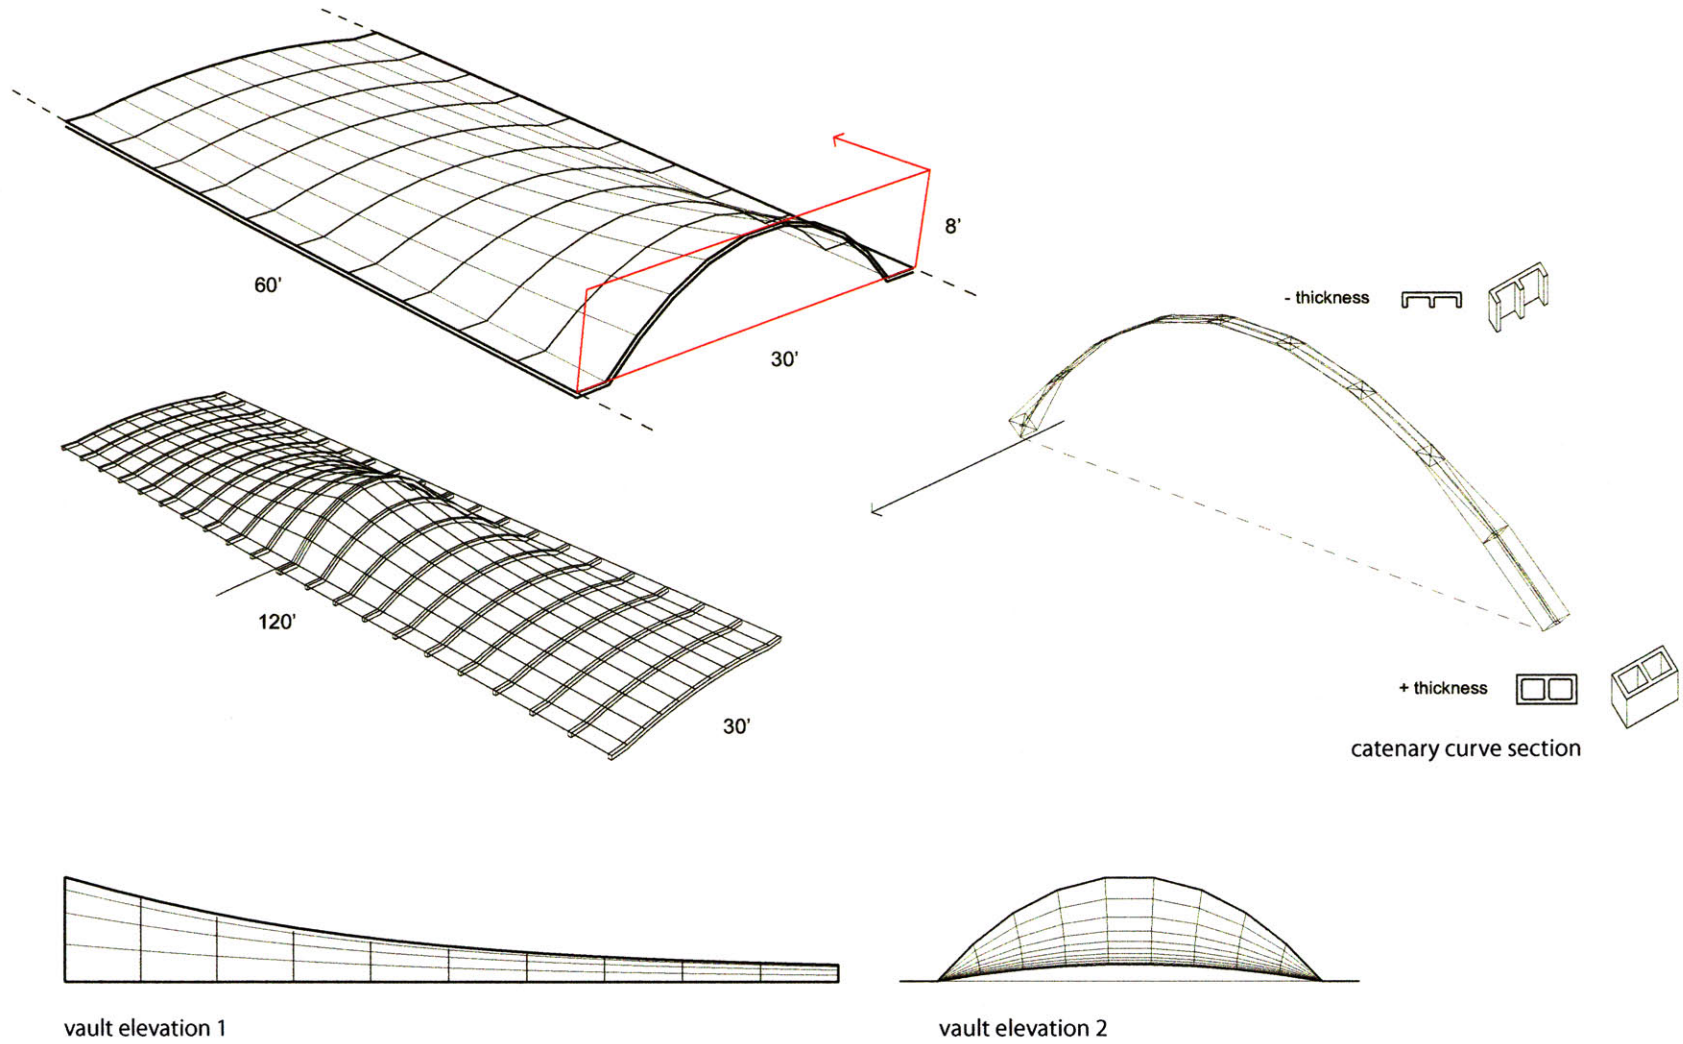 8'
60'
30'
- thickness
120'
30'
+ thickness
catenary curve section
vault elevation 1
vault elevation 2